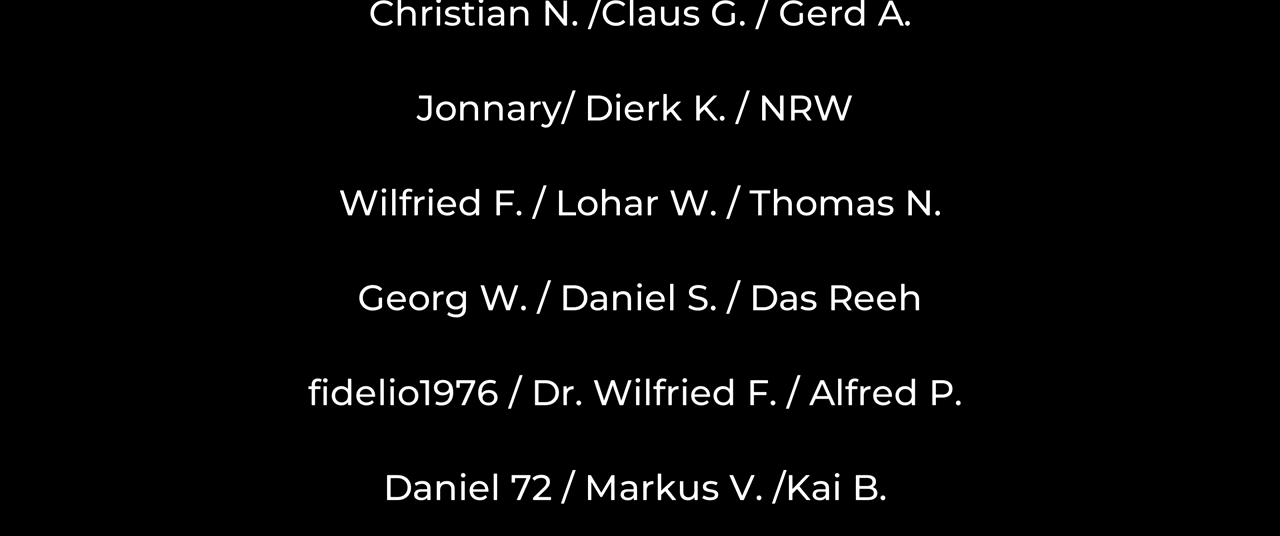 Christian N. /Claus G. / Gerd A.
Jonnary/ Dierk K. / NRW
Wilfried F. / Lohar W. / Thomas N.
Georg W. / Daniel S. / Das Reeh
fidelio1976 / Dr. Wilfried F. / Alfred P.
Daniel 72 / Markus V. /Kai B.